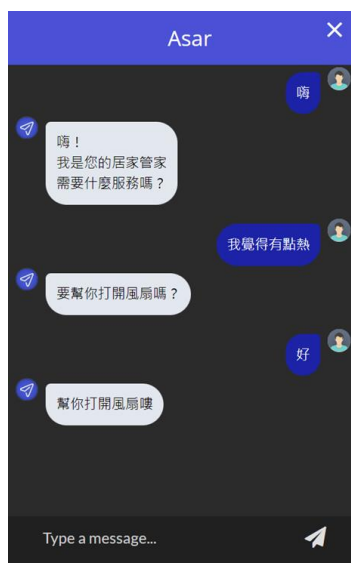 Asar
嗨
嗨！
我是您的居家管家
需要什麼服務嗎？
我覺得有點熱
要幫你打開風扇嗎？
好
幫你打開風扇嘍
Type a message...